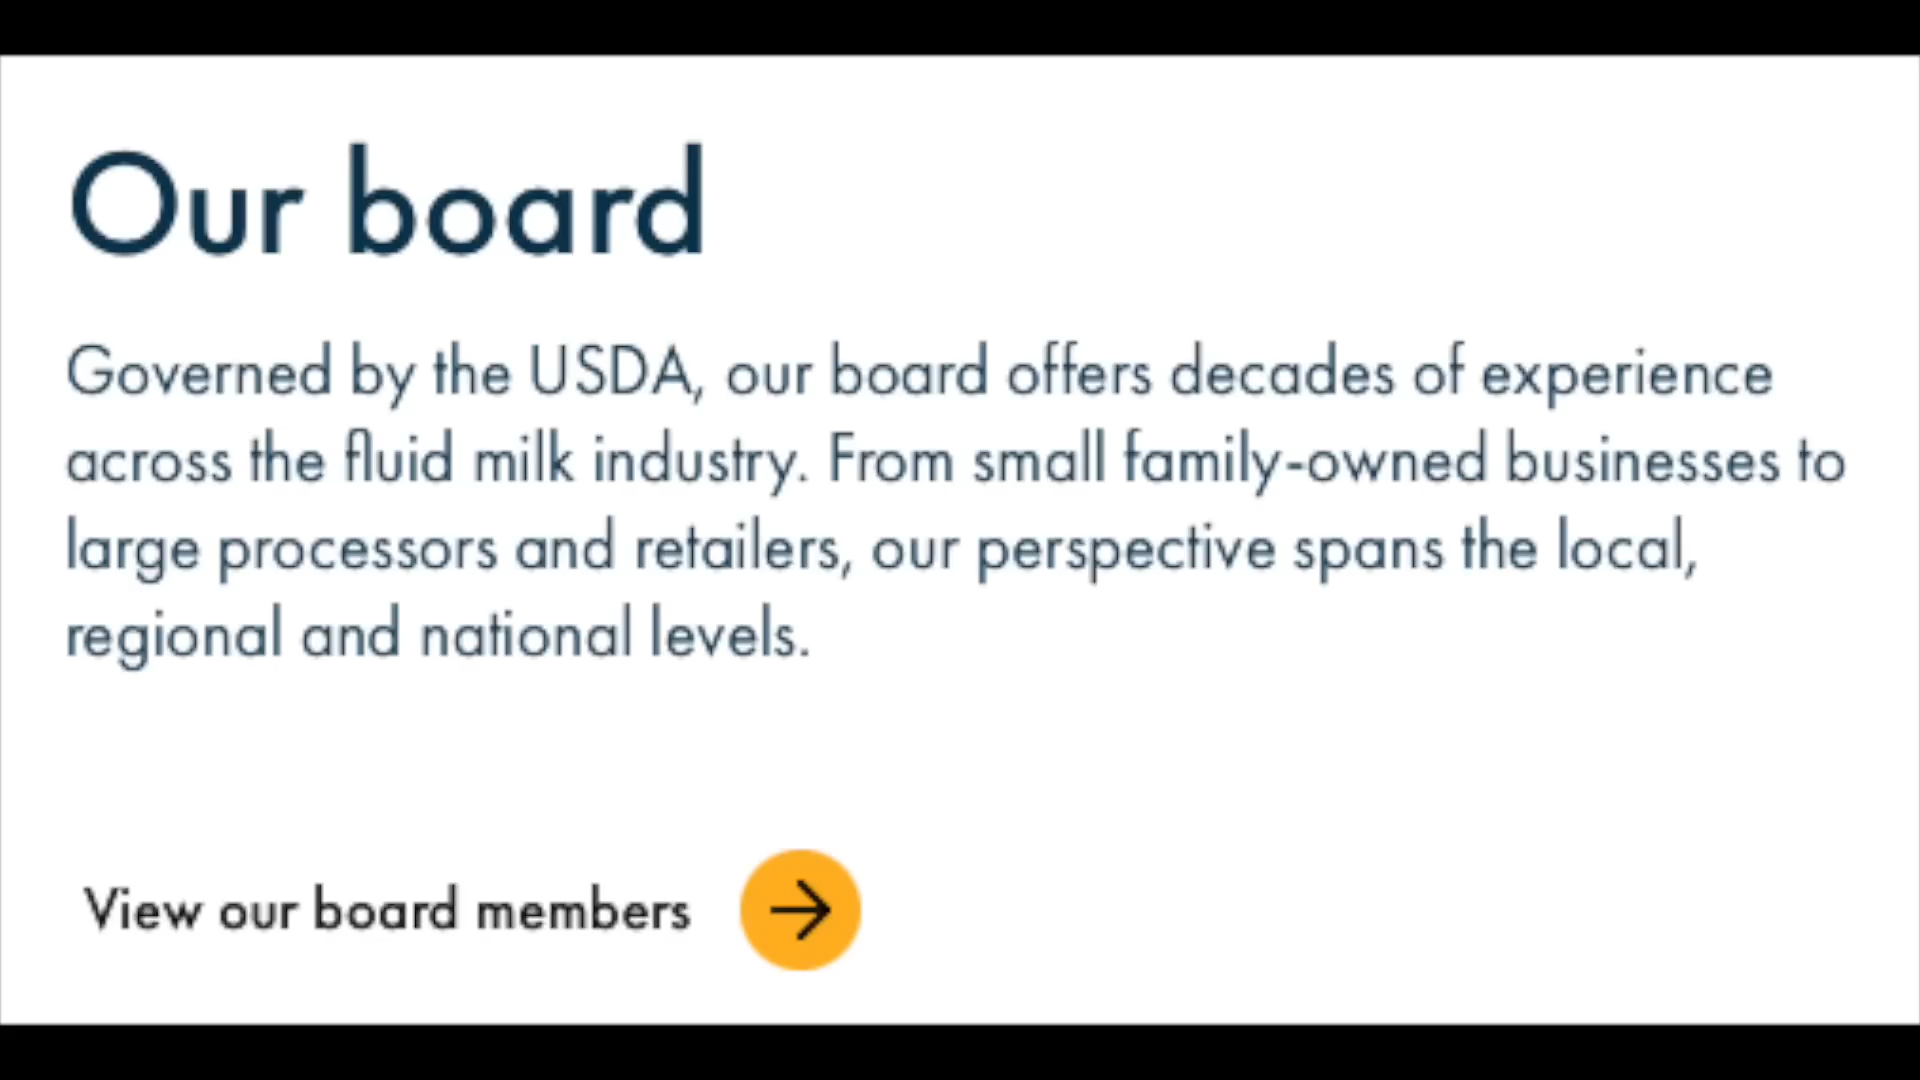 Our board
Governed by the USDA, our board offers decades of experience
across the fluid milk industry. From small family-owned businesses to
large processors and retailers, our perspective spans the local,
regional and national levels.
View our board members